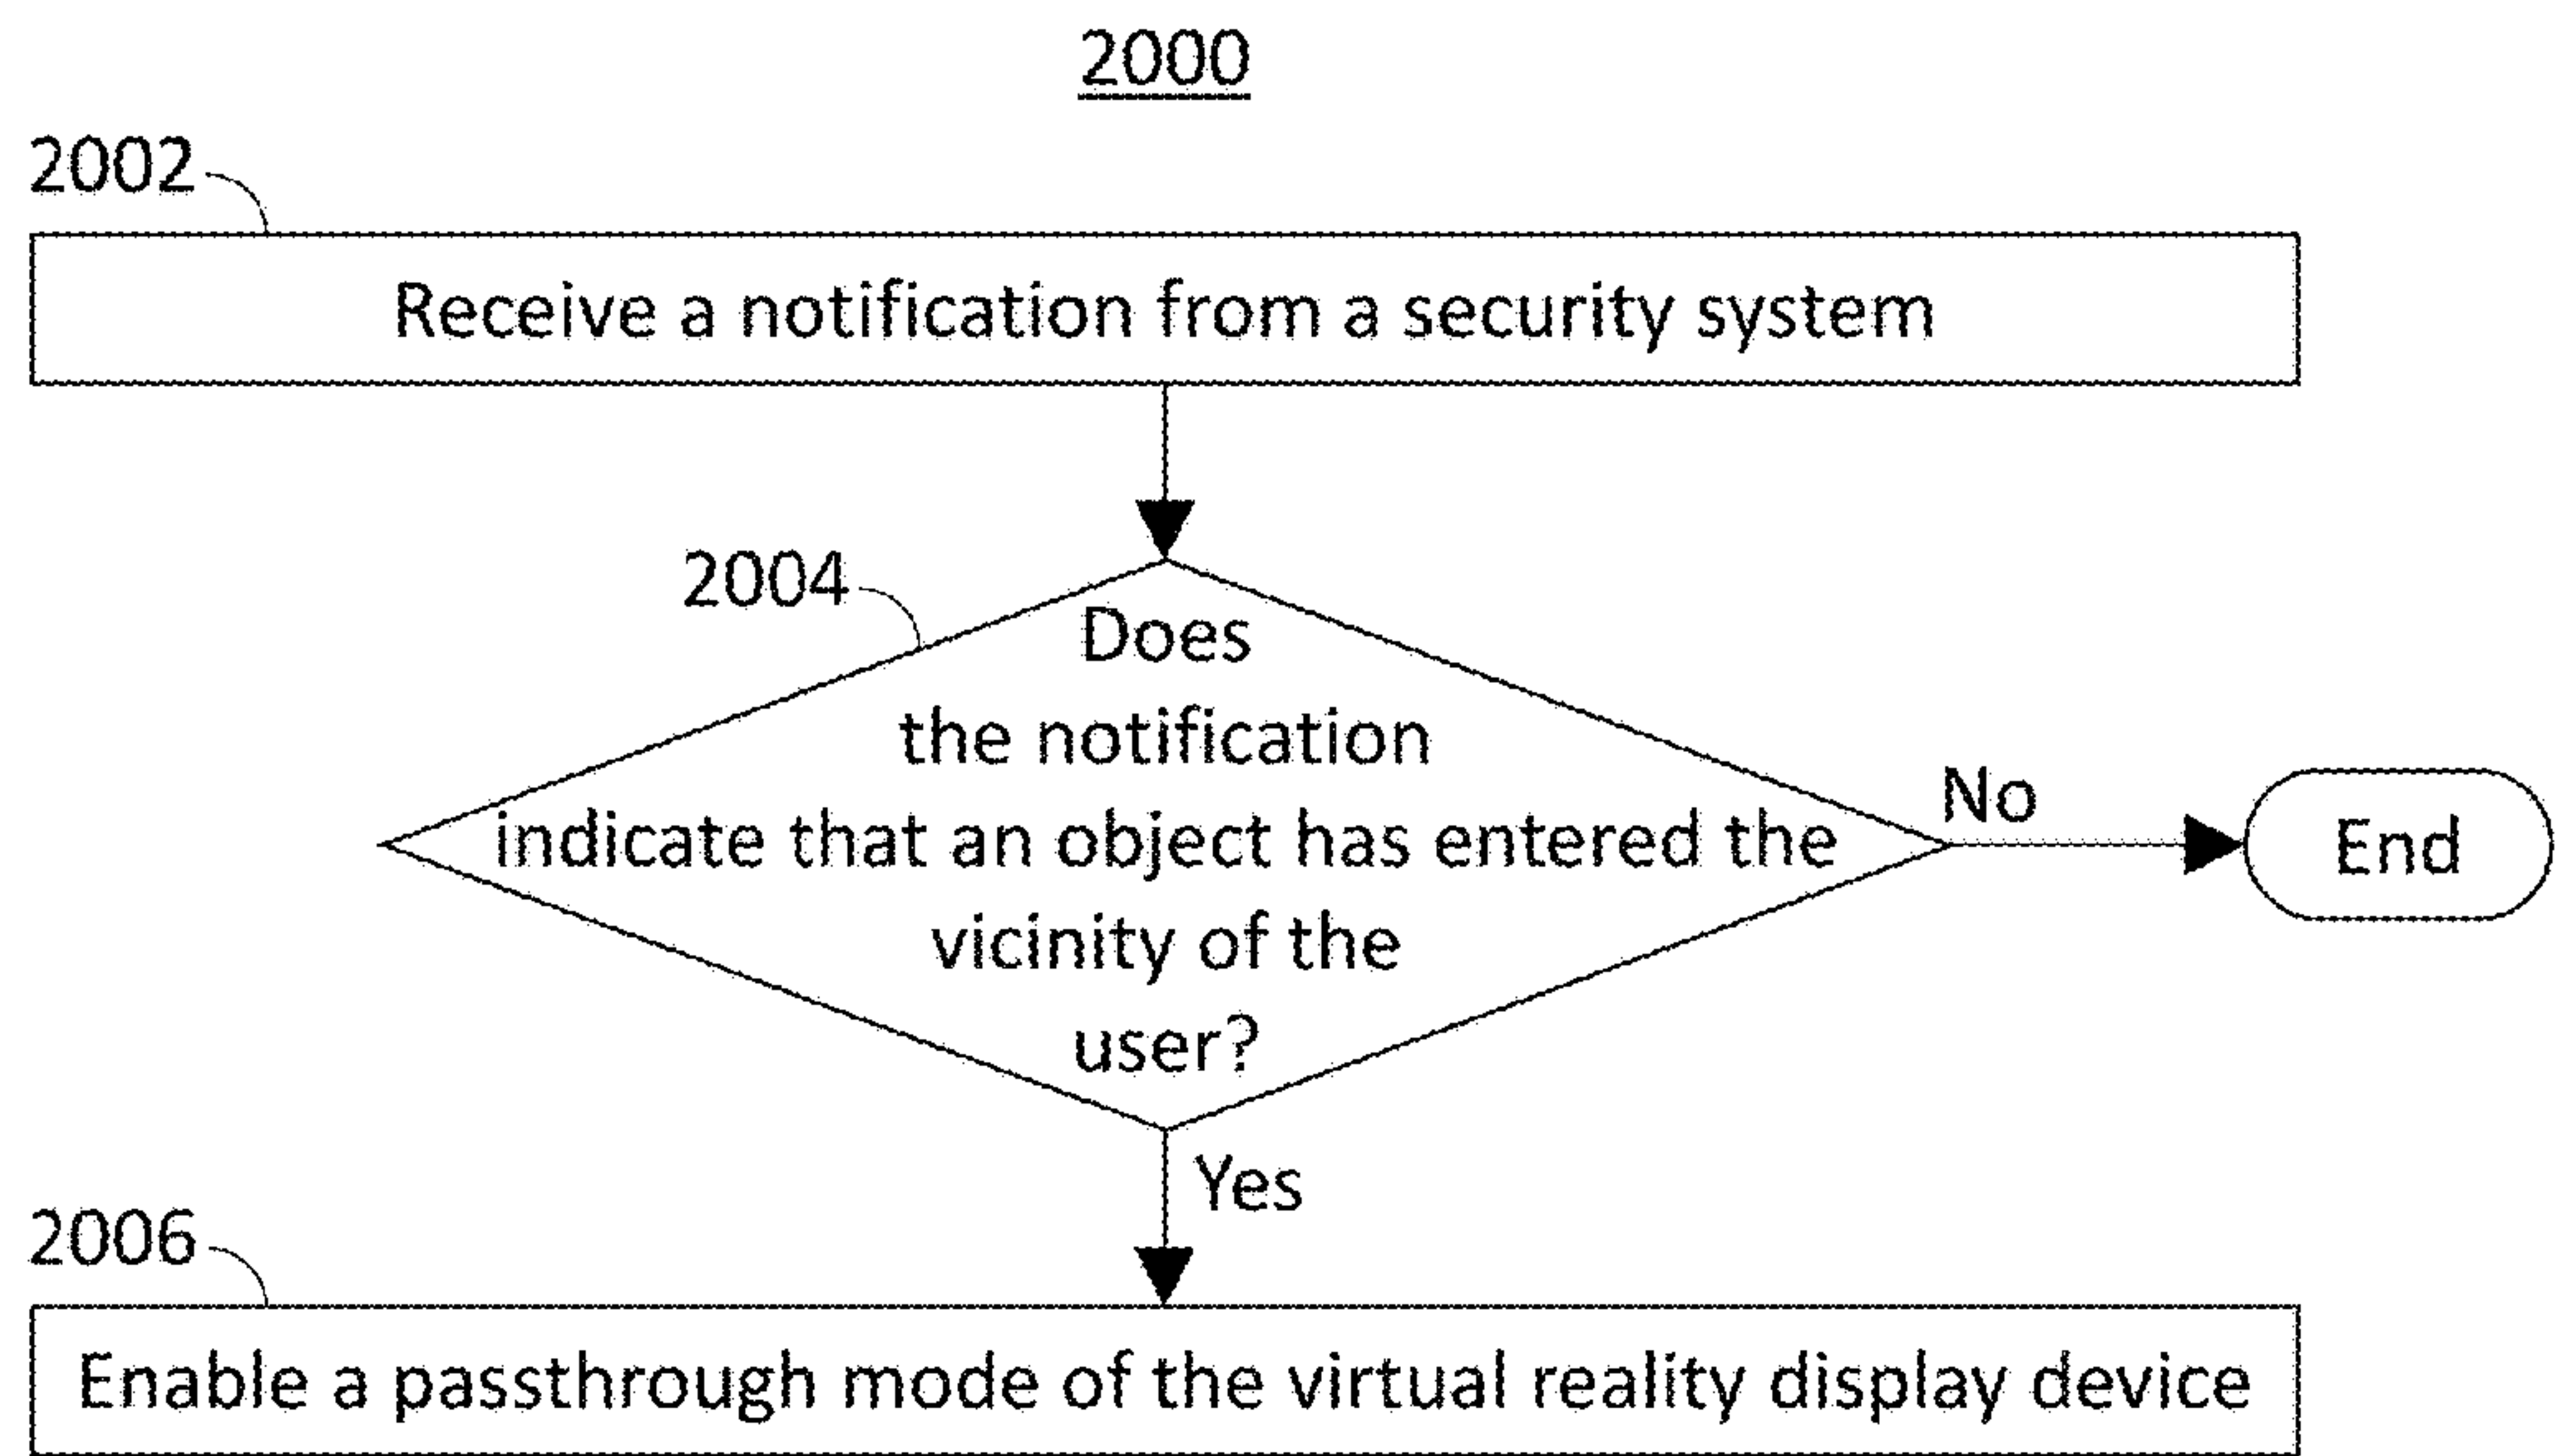 2000
2002
Receive a notification from a security system
2004
Does
the notification
indicate that an object has entered the
vicinity of the
user?
No
End
Yes
2006
Enable a passthrough mode of the virtual reality display device